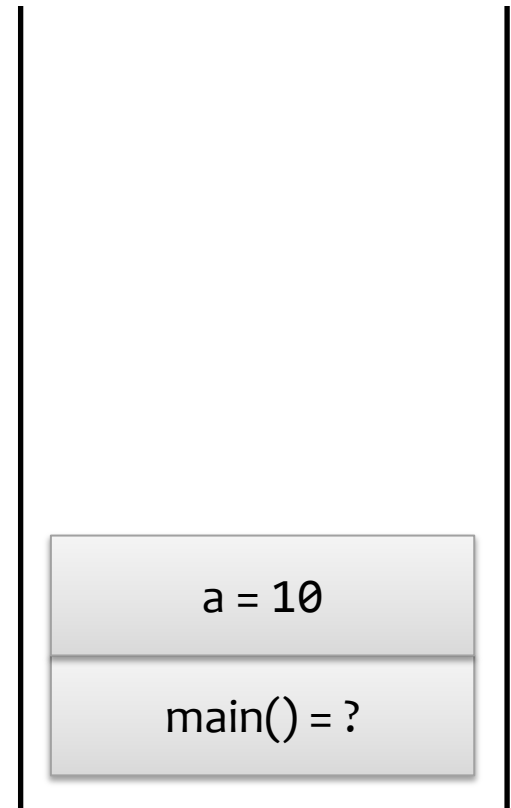 a = 10
main() = ?